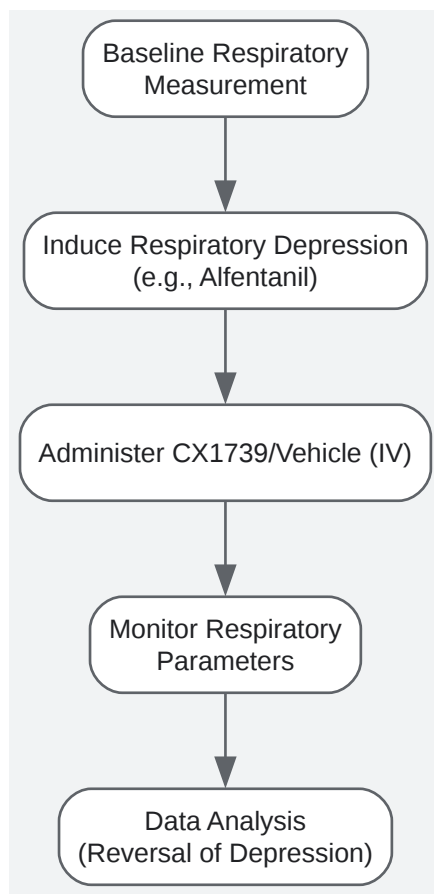 Baseline Respiratory
Measurement
Induce Respiratory Depression
(e.g., Alfentanil)
Administer CX1739/Vehicle (IV)
Monitor Respiratory
Parameters
Data Analysis
(Reversal of Depression)